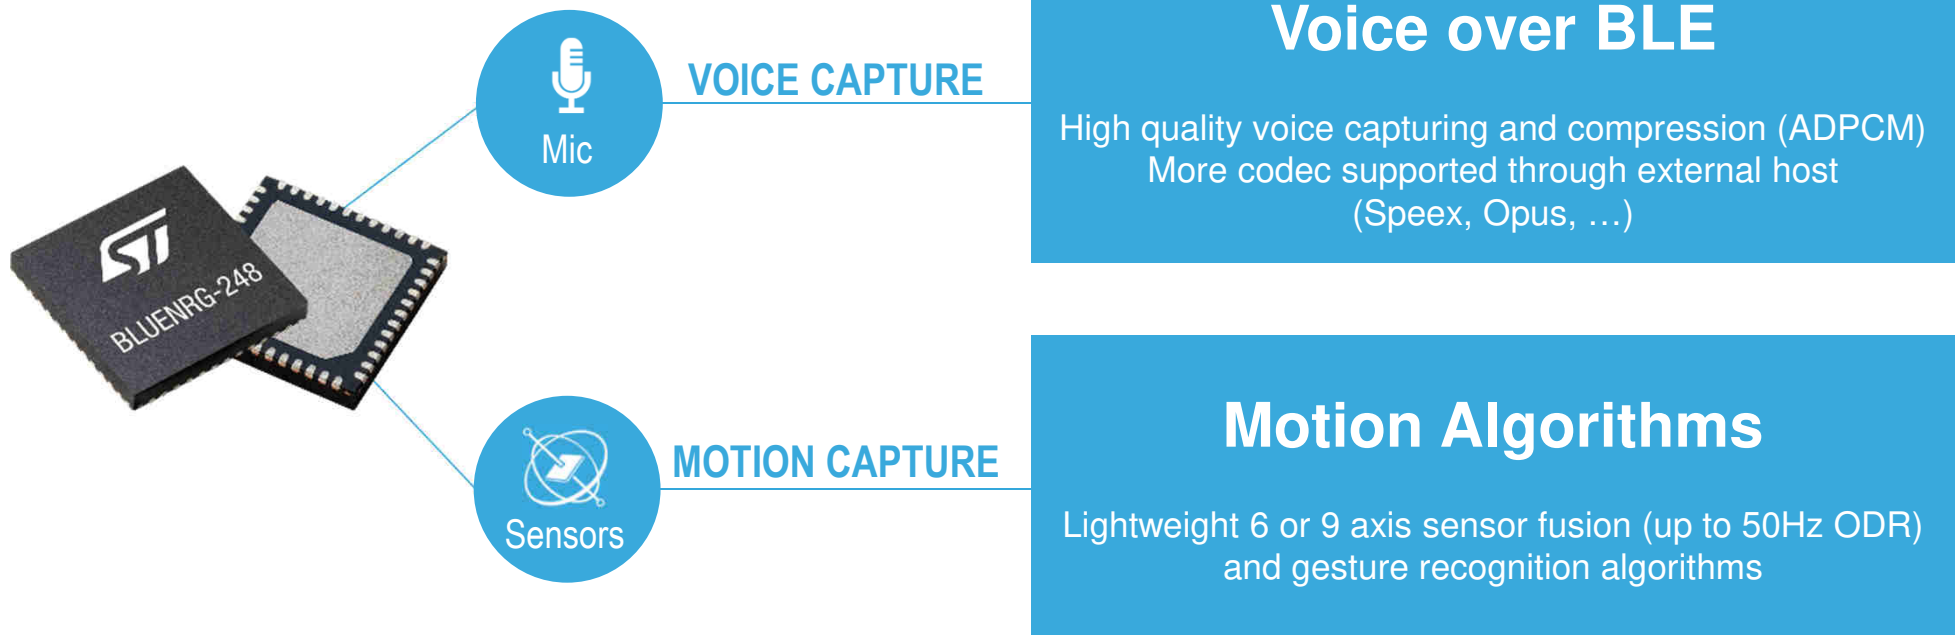 Voice over BLE
VOICE CAPTURE
High quality voice capturing and compression (ADPCM)
More codec supported through external host
(Speex, Opus, …)
Mic
ST
BLUENRG-248
Motion Algorithms
MOTION CAPTURE
Lightweight 6 or 9 axis sensor fusion (up to 50Hz ODR)
and gesture recognition algorithms
Sensors